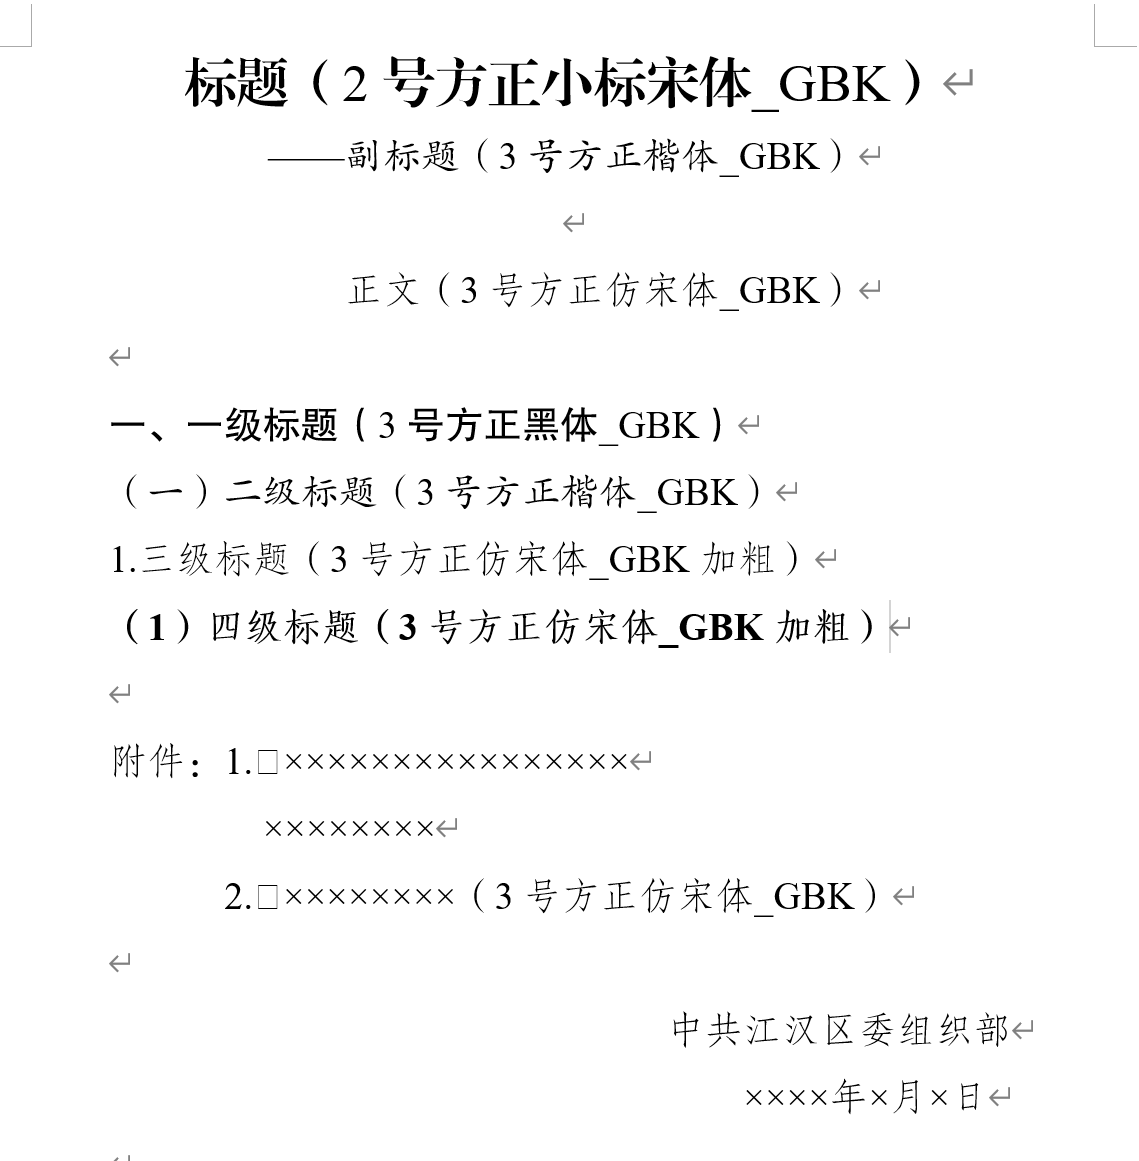 标题（2 号方正小标宋体_GBK）
——副标题（3 号方正楷体_GBK）
正文（3 号方正仿宋体_GBK）
一、一级标题（3 号方正黑体_GBK）
（一）二级标题（3 号方正楷体_GBK）
1.三级标题（3 号方正仿宋体_GBK 加粗）
（1）四级标题（3 号方正仿宋体_GBK 加粗）
附件：1.□××××××××××××××××
××××××××
2.□××××××××（3 号方正仿宋体_GBK）
中共江汉区委组织部
××××年×月×日